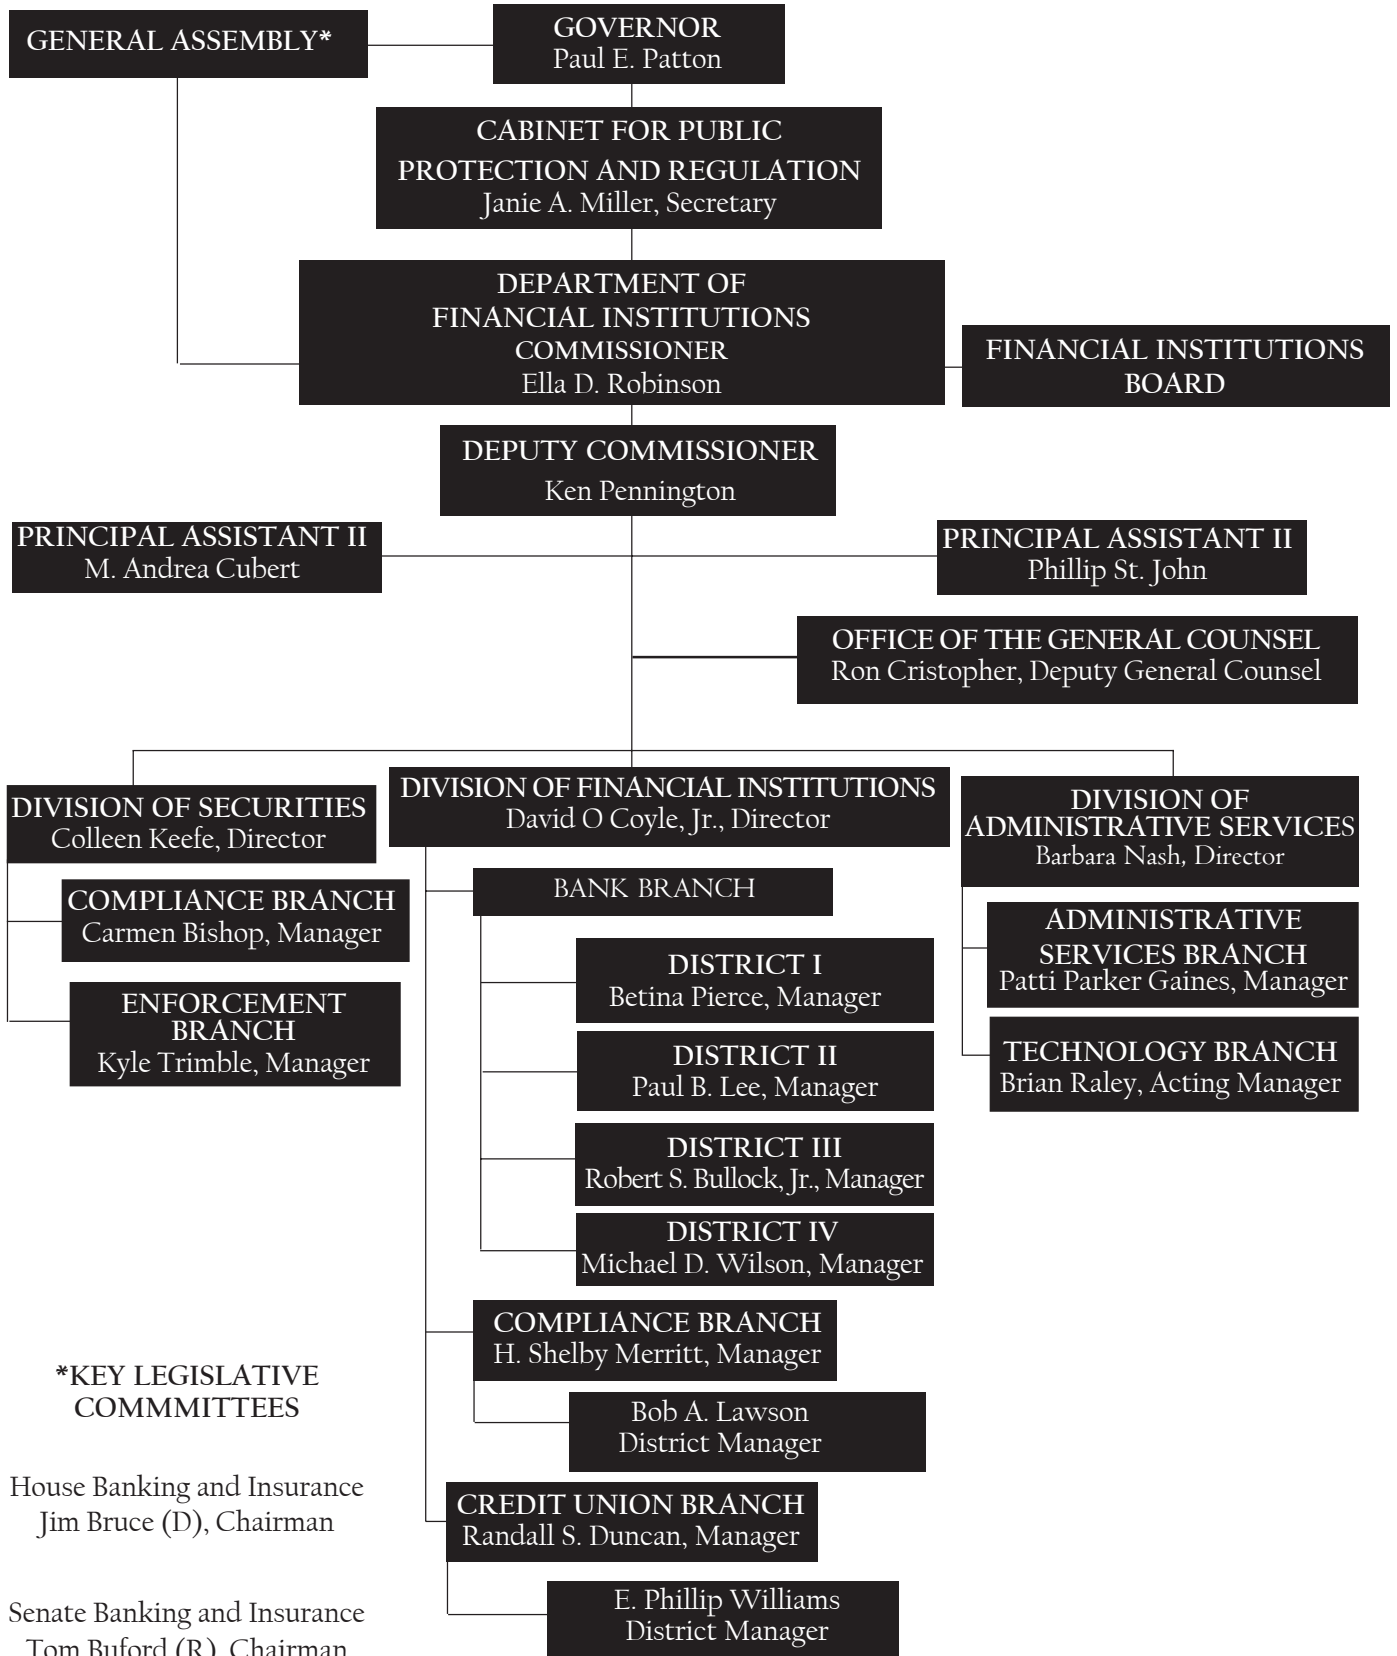 GENERAL ASSEMBLY*
GOVERNOR
Paul E. Patton
CABINET FOR PUBLIC
PROTECTION AND REGULATION
Janie A. Miller, Secretary
DEPARTMENT OF
FINANCIAL INSTITUTIONS
COMMISSIONER
Ella D. Robinson
FINANCIAL INSTITUTIONS
BOARD
DEPUTY COMMISSIONER
Ken Pennington
PRINCIPAL ASSISTANT II
M. Andrea Cubert
PRINCIPAL ASSISTANT II
Phillip St. John
OFFICE OF THE GENERAL COUNSEL
Ron Cristopher, Deputy General Counsel
DIVISION OF SECURITIES
Colleen Keefe, Director
COMPLIANCE BRANCH
Carmen Bishop, Manager
ENFORCEMENT
BRANCH
Kyle Trimble, Manager
DIVISION OF FINANCIAL INSTITUTIONS
David O Coyle, Jr., Director
BANK BRANCH
DISTRICT I
Betina Pierce, Manager
DISTRICT II
Paul B. Lee, Manager
DISTRICT III
Robert S. Bullock, Jr., Manager
DISTRICT IV
Michael D. Wilson, Manager
COMPLIANCE BRANCH
H. Shelby Merritt, Manager
Bob A. Lawson
District Manager
CREDIT UNION BRANCH
Randall S. Duncan, Manager
E. Phillip Williams
District Manager
DIVISION OF
ADMINISTRATIVE SERVICES
Barbara Nash, Director
ADMINISTRATIVE
SERVICES BRANCH
Patti Parker Gaines, Manager
TECHNOLOGY BRANCH
Brian Raley, Acting Manager
*KEY LEGISLATIVE
COMMMITTEES
House Banking and Insurance
Jim Bruce (D), Chairman
Senate Banking and Insurance
Tom Buford (R), Chairman